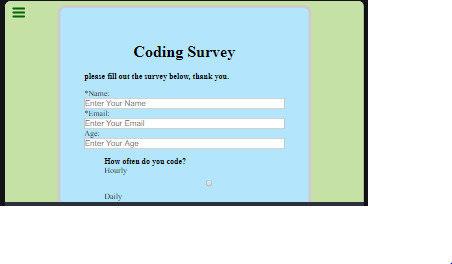 Coding Survey
please fill out the survey below, thank you.
*Name:
Enter Your Name
*Email:
Enter Your Email
Age:
Enter Your Age
How often do you code?
Hourly
Daily